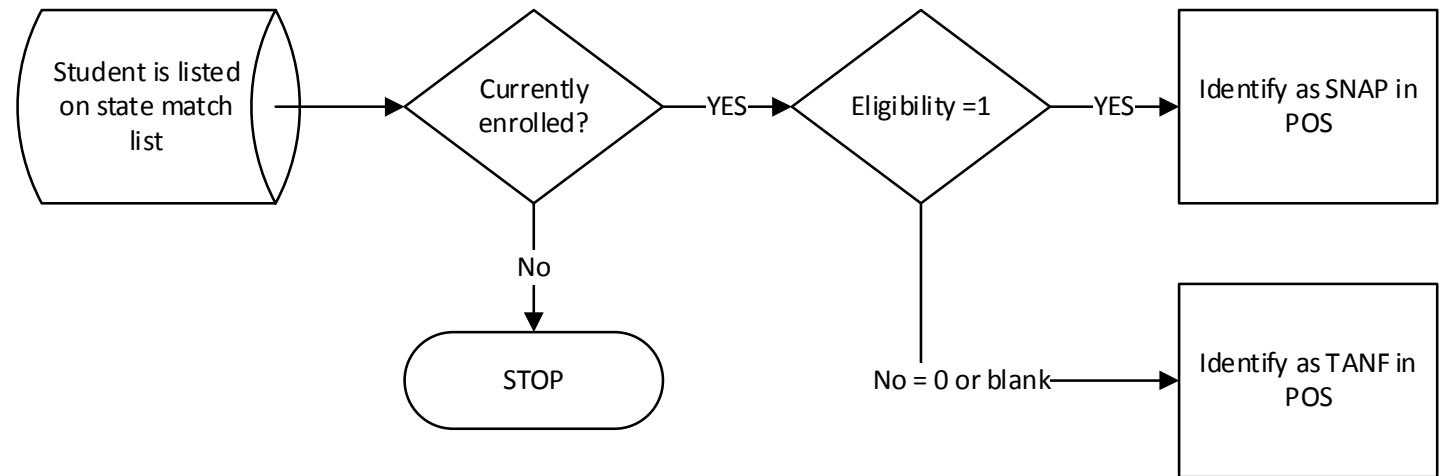 Student is listed
on state match
list
Currently
enrolled?
YES
Eligibility =1
YES
Identify as SNAP in
POS
No
STOP
No = 0 or blank
Identify as TANF in
POS